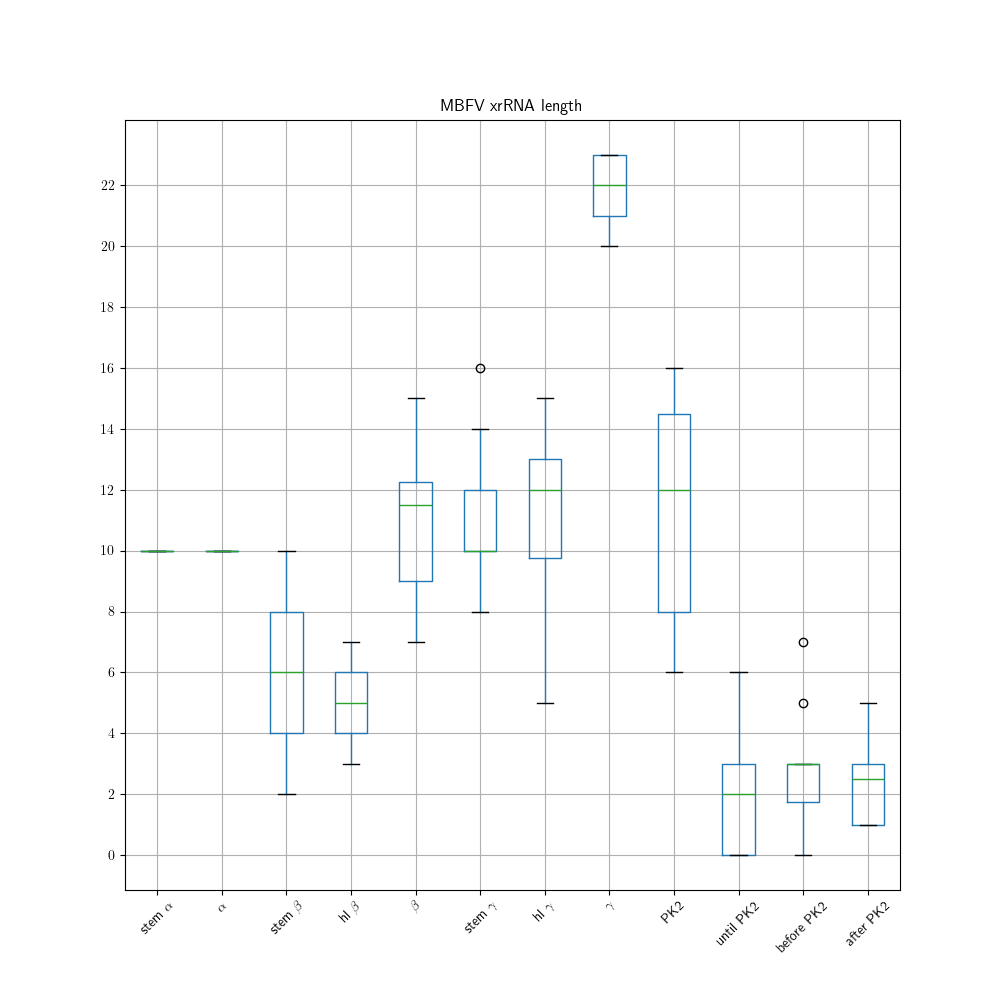 MBFV xrRNA length
22
20
18
16
14
12
10
8
6
4
2
0
stem α
α
stem β
hl β
β
stem γ
hl γ
γ
PK2
until PK2
before PK2
after PK2